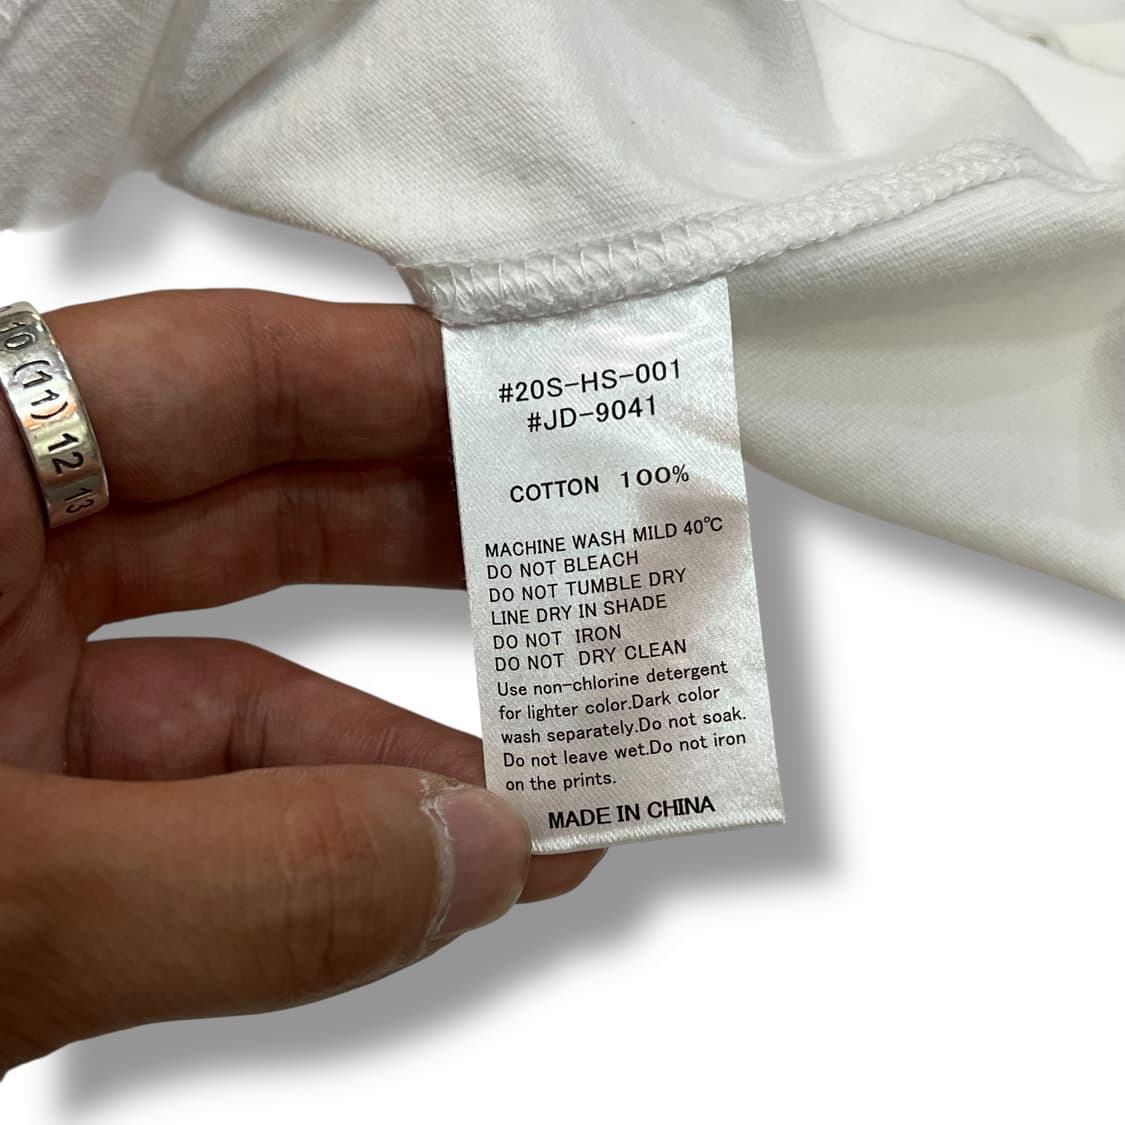 10 (11) 12 13
#20S-HS-001
#JD-9041
COTTON 100%
MACHINE WASH MILD 40℃
DO NOT BLEACH
DO NOT TUMBLE DRY
LINE DRY IN SHADE
DO NOT IRON
DO NOT DRY CLEAN
Use non-chlorine detergent
for lighter color.Dark color
wash separately.Do not soak.
Do not leave wet.Do not iron
on the prints.
MADE IN CHINA